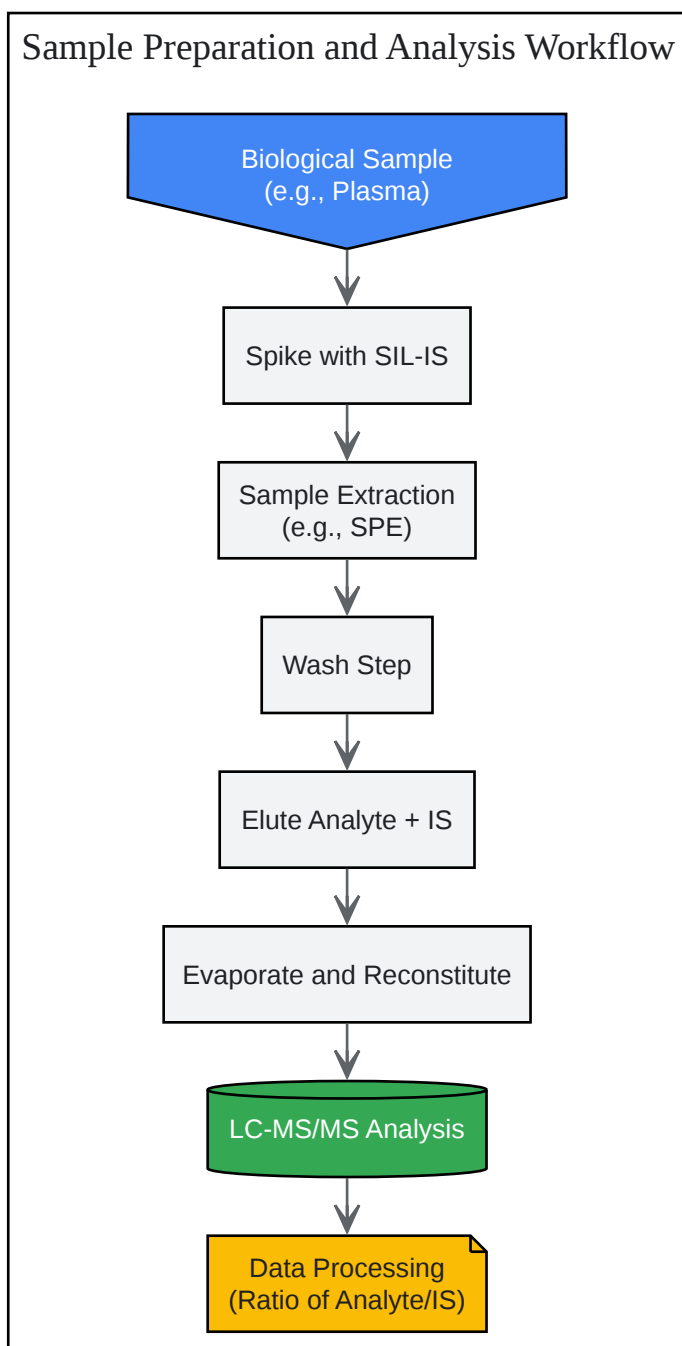 Sample Preparation and Analysis Workflow
Biological Sample
(e.g., Plasma)
Spike with SIL-IS
Sample Extraction
(e.g., SPE)
Wash Step
Elute Analyte + IS
Evaporate and Reconstitute
LC-MS/MS Analysis
Data Processing
(Ratio of Analyte/IS)